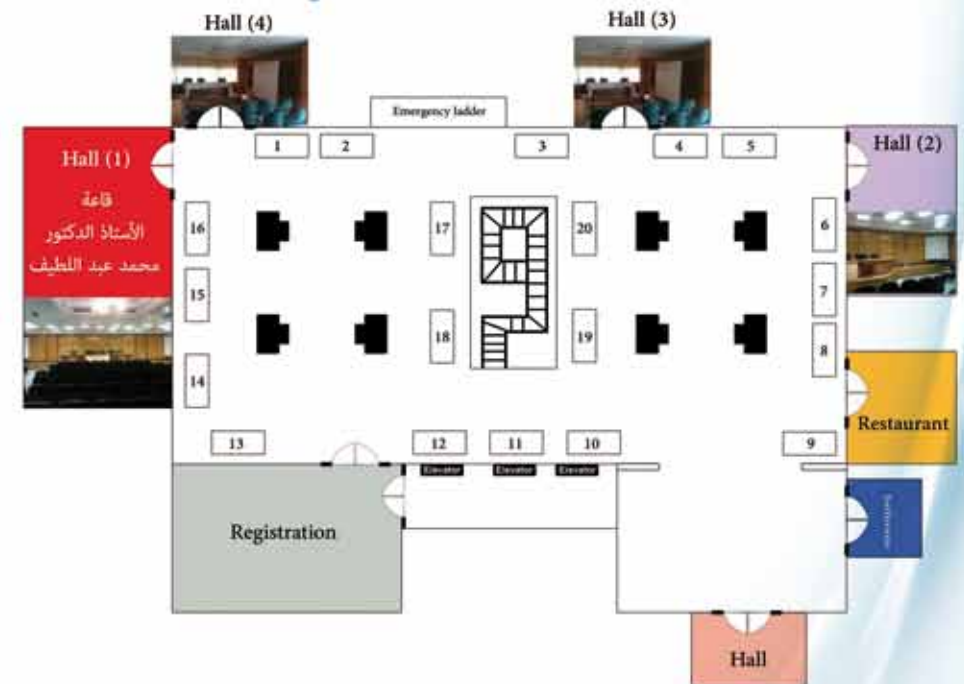 Hall (4)
Hall (3)
Emergency ladder
Hall (1)
قاعة
الأستاذ الدكتور
محمد عبد اللطيف
Hall (2)
1
2
3
4
5
16
17
20
6
15
7
18
19
8
14
13
12
11
10
9
Elevator
Elevator
Elevator
Restaurant
Registration
Hall